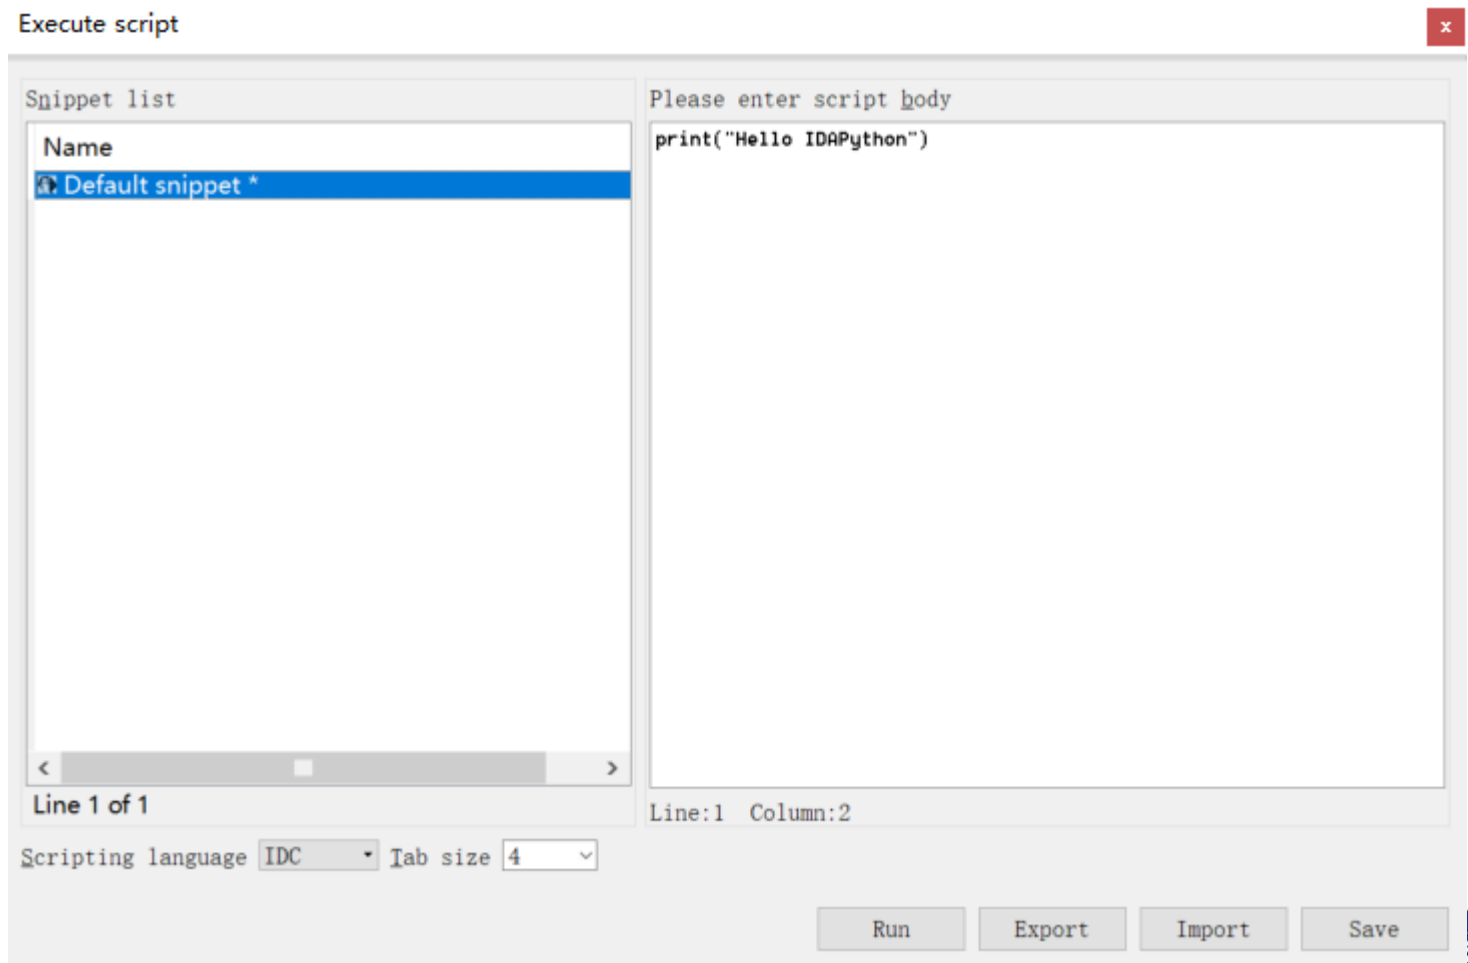 Execute script
x
Snippet list
Name
Default snippet *
Line 1 of 1
Please enter script body
print("Hello IDAPython")
Line:1 Column:2
Scripting language IDC Tab size 4
Run Export Import Save